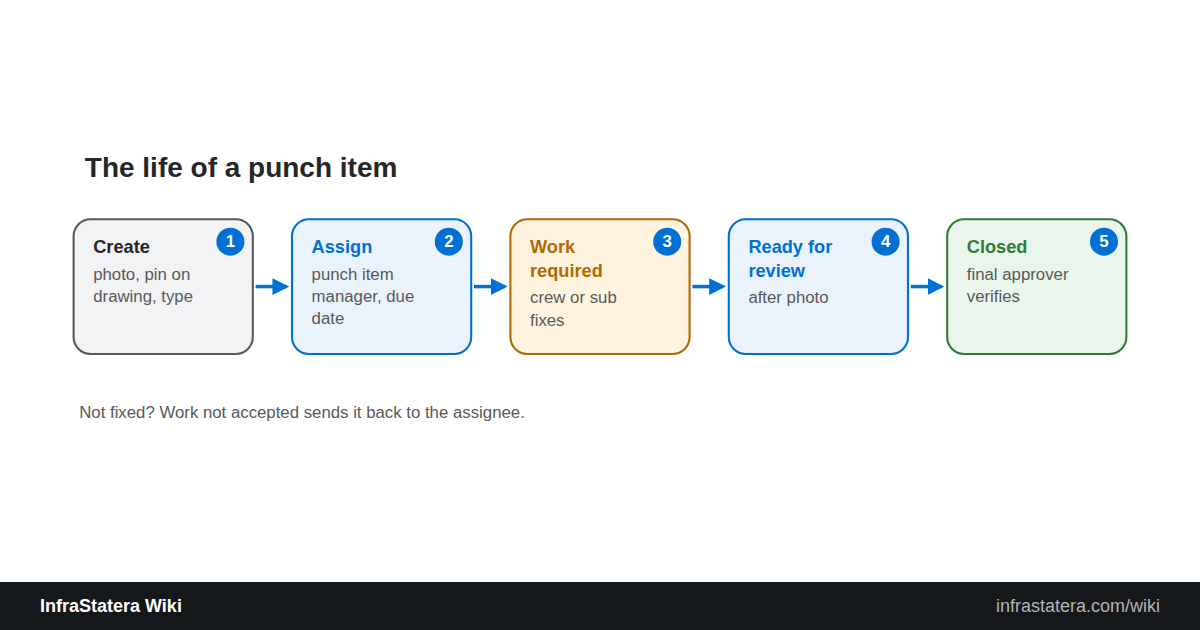 The life of a punch item
Create
1
photo, pin on
drawing, type
Assign
2
punch item
manager, due
date
Work
required
3
crew or sub
fixes
Ready for
review
4
after photo
Closed
5
final approver
verifies
Not fixed? Work not accepted sends it back to the assignee.
InfraStatera Wiki
infrastatera.com/wiki